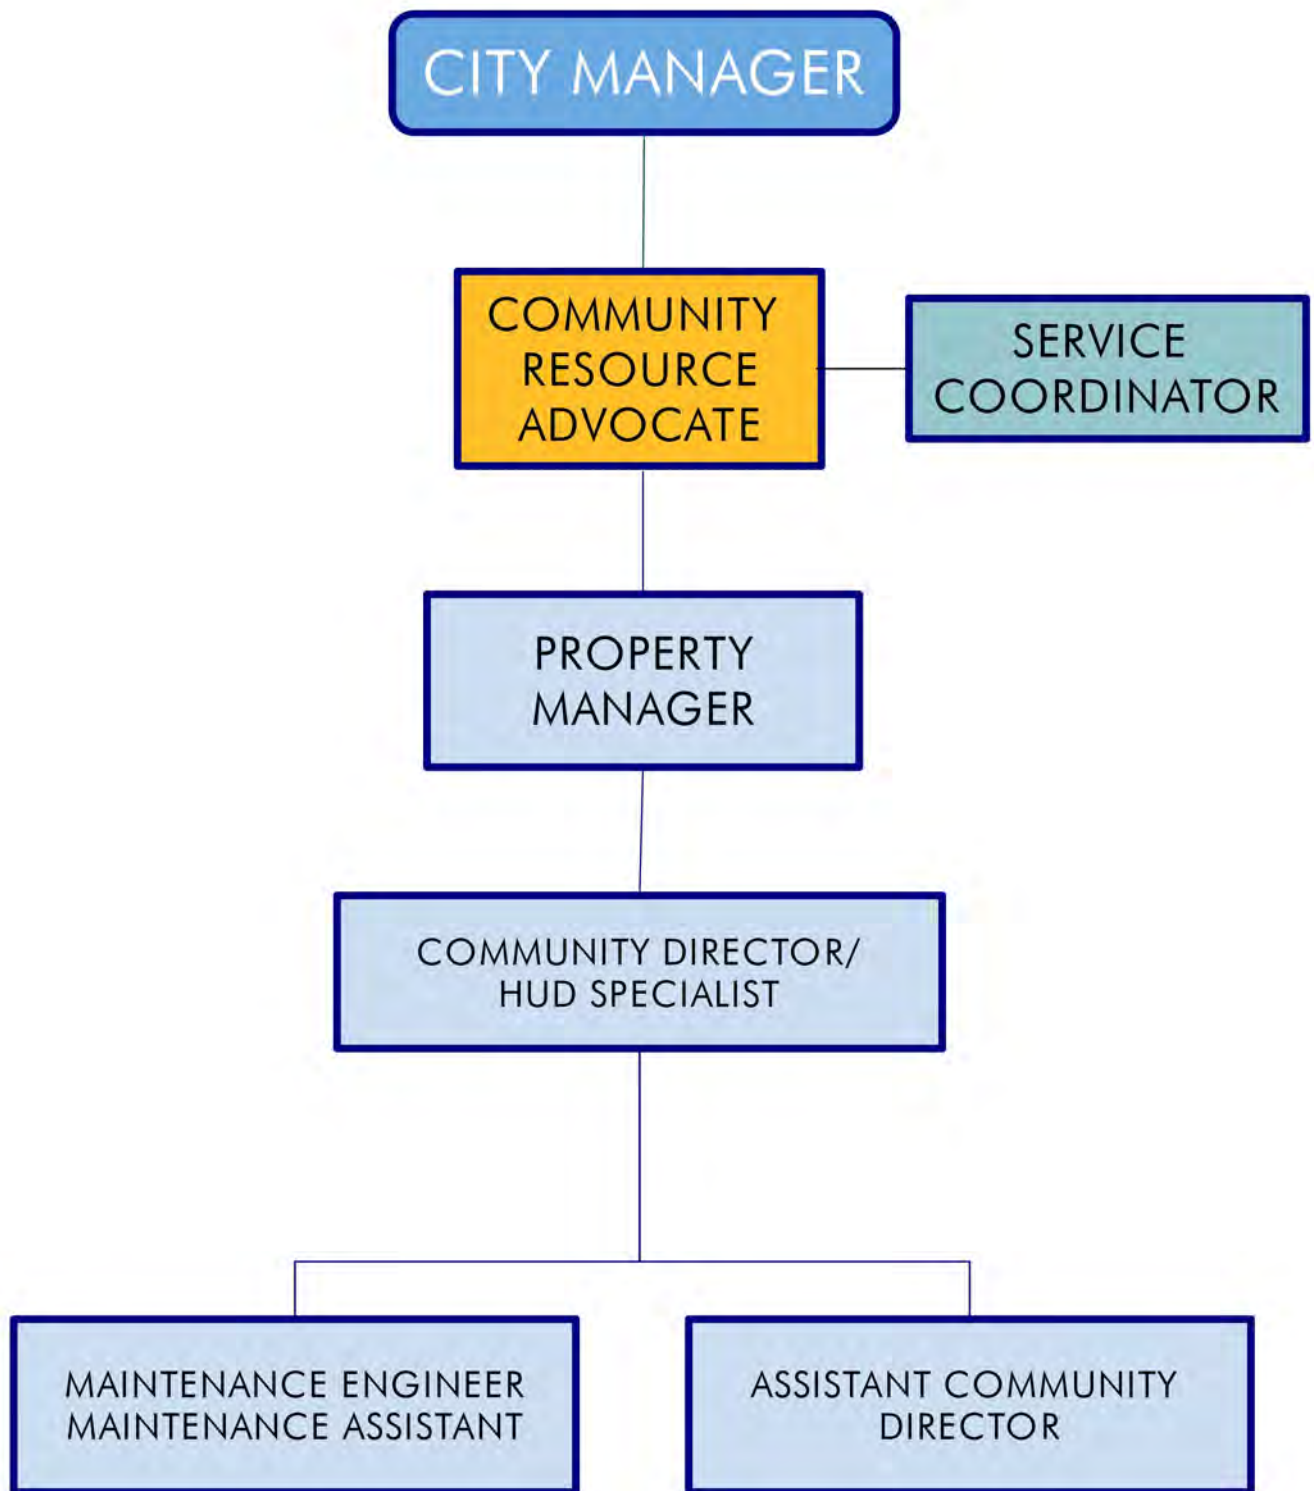 CITY MANAGER
COMMUNITY
RESOURCE
ADVOCATE
SERVICE
COORDINATOR
PROPERTY
MANAGER
COMMUNITY DIRECTOR/
HUD SPECIALIST
MAINTENANCE ENGINEER
MAINTENANCE ASSISTANT
ASSISTANT COMMUNITY
DIRECTOR